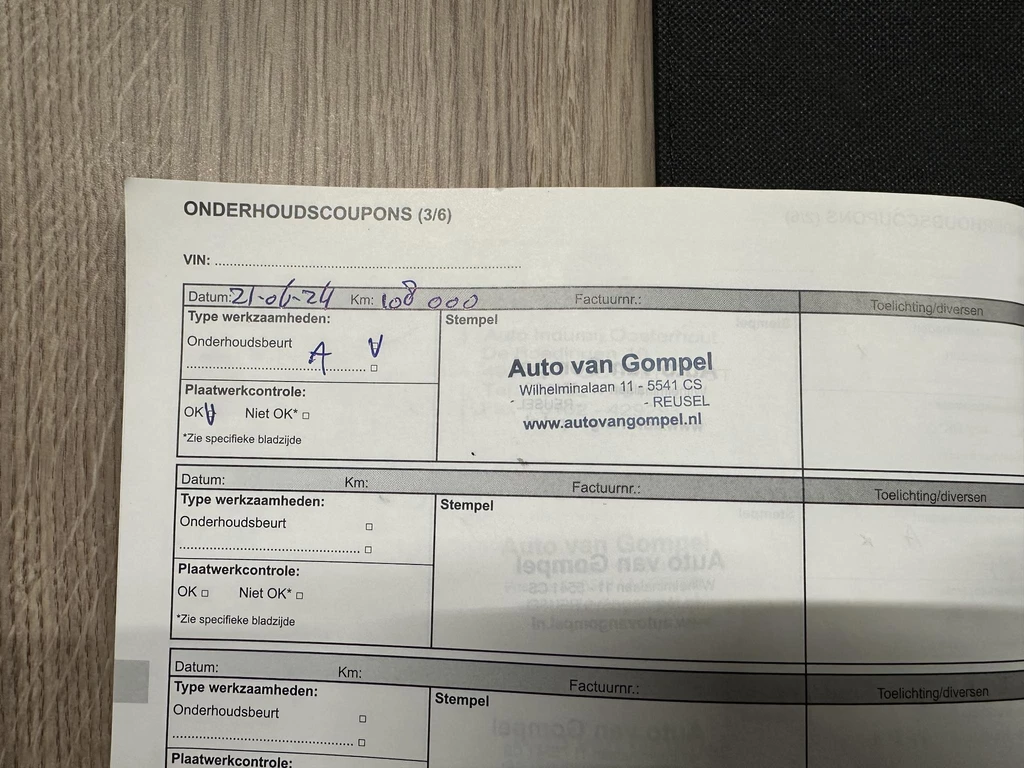 ONDERHOUDSCOUPONS (3/6)
VIN: ........................................
Datum: 21-06-24 Km: 108 000 Factuurnr.: Toelichting/diversen
Type werkzaamheden:
Onderhoudsbeurt
A
Plaatwerkcontrole:
OK Niet OK*
*Zie specifieke bladzijde
Stempel
Auto van Gompel
Wilhelminalaan 11 - 5541 CS
- - REUSEL
www.autovangompel.nl
Datum: Km: Factuurnr.: Toelichting/diversen
Type werkzaamheden:
Onderhoudsbeurt
Plaatwerkcontrole:
OK Niet OK*
*Zie specifieke bladzijde
Stempel
Datum: Km: Factuurnr.: Toelichting/diversen
Type werkzaamheden:
Onderhoudsbeurt
Plaatwerkcontrole:
Stempel